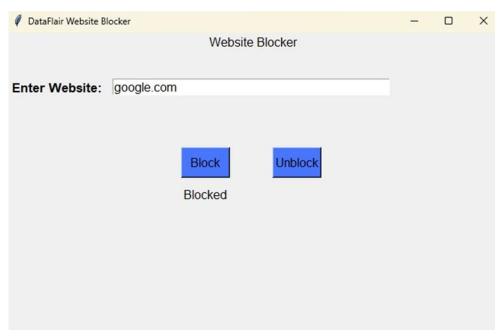 DataFlair Website Blocker
Website Blocker
Enter Website: google.com
Block Unblock
Blocked